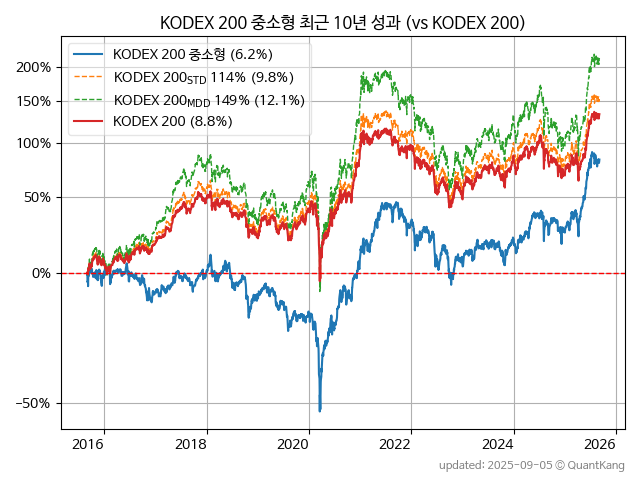 KODEX 200 중소형 최근 10년 성과 (vs KODEX 200)
KODEX 200 중소형 (6.2%)
KODEX 200STD 114% (9.8%)
KODEX 200MDD 149% (12.1%)
KODEX 200 (8.8%)
200%
150%
100%
50%
0%
−50%
2016 2018 2020 2022 2024 2026
updated: 2025-09-05 ⓒ QuantKang